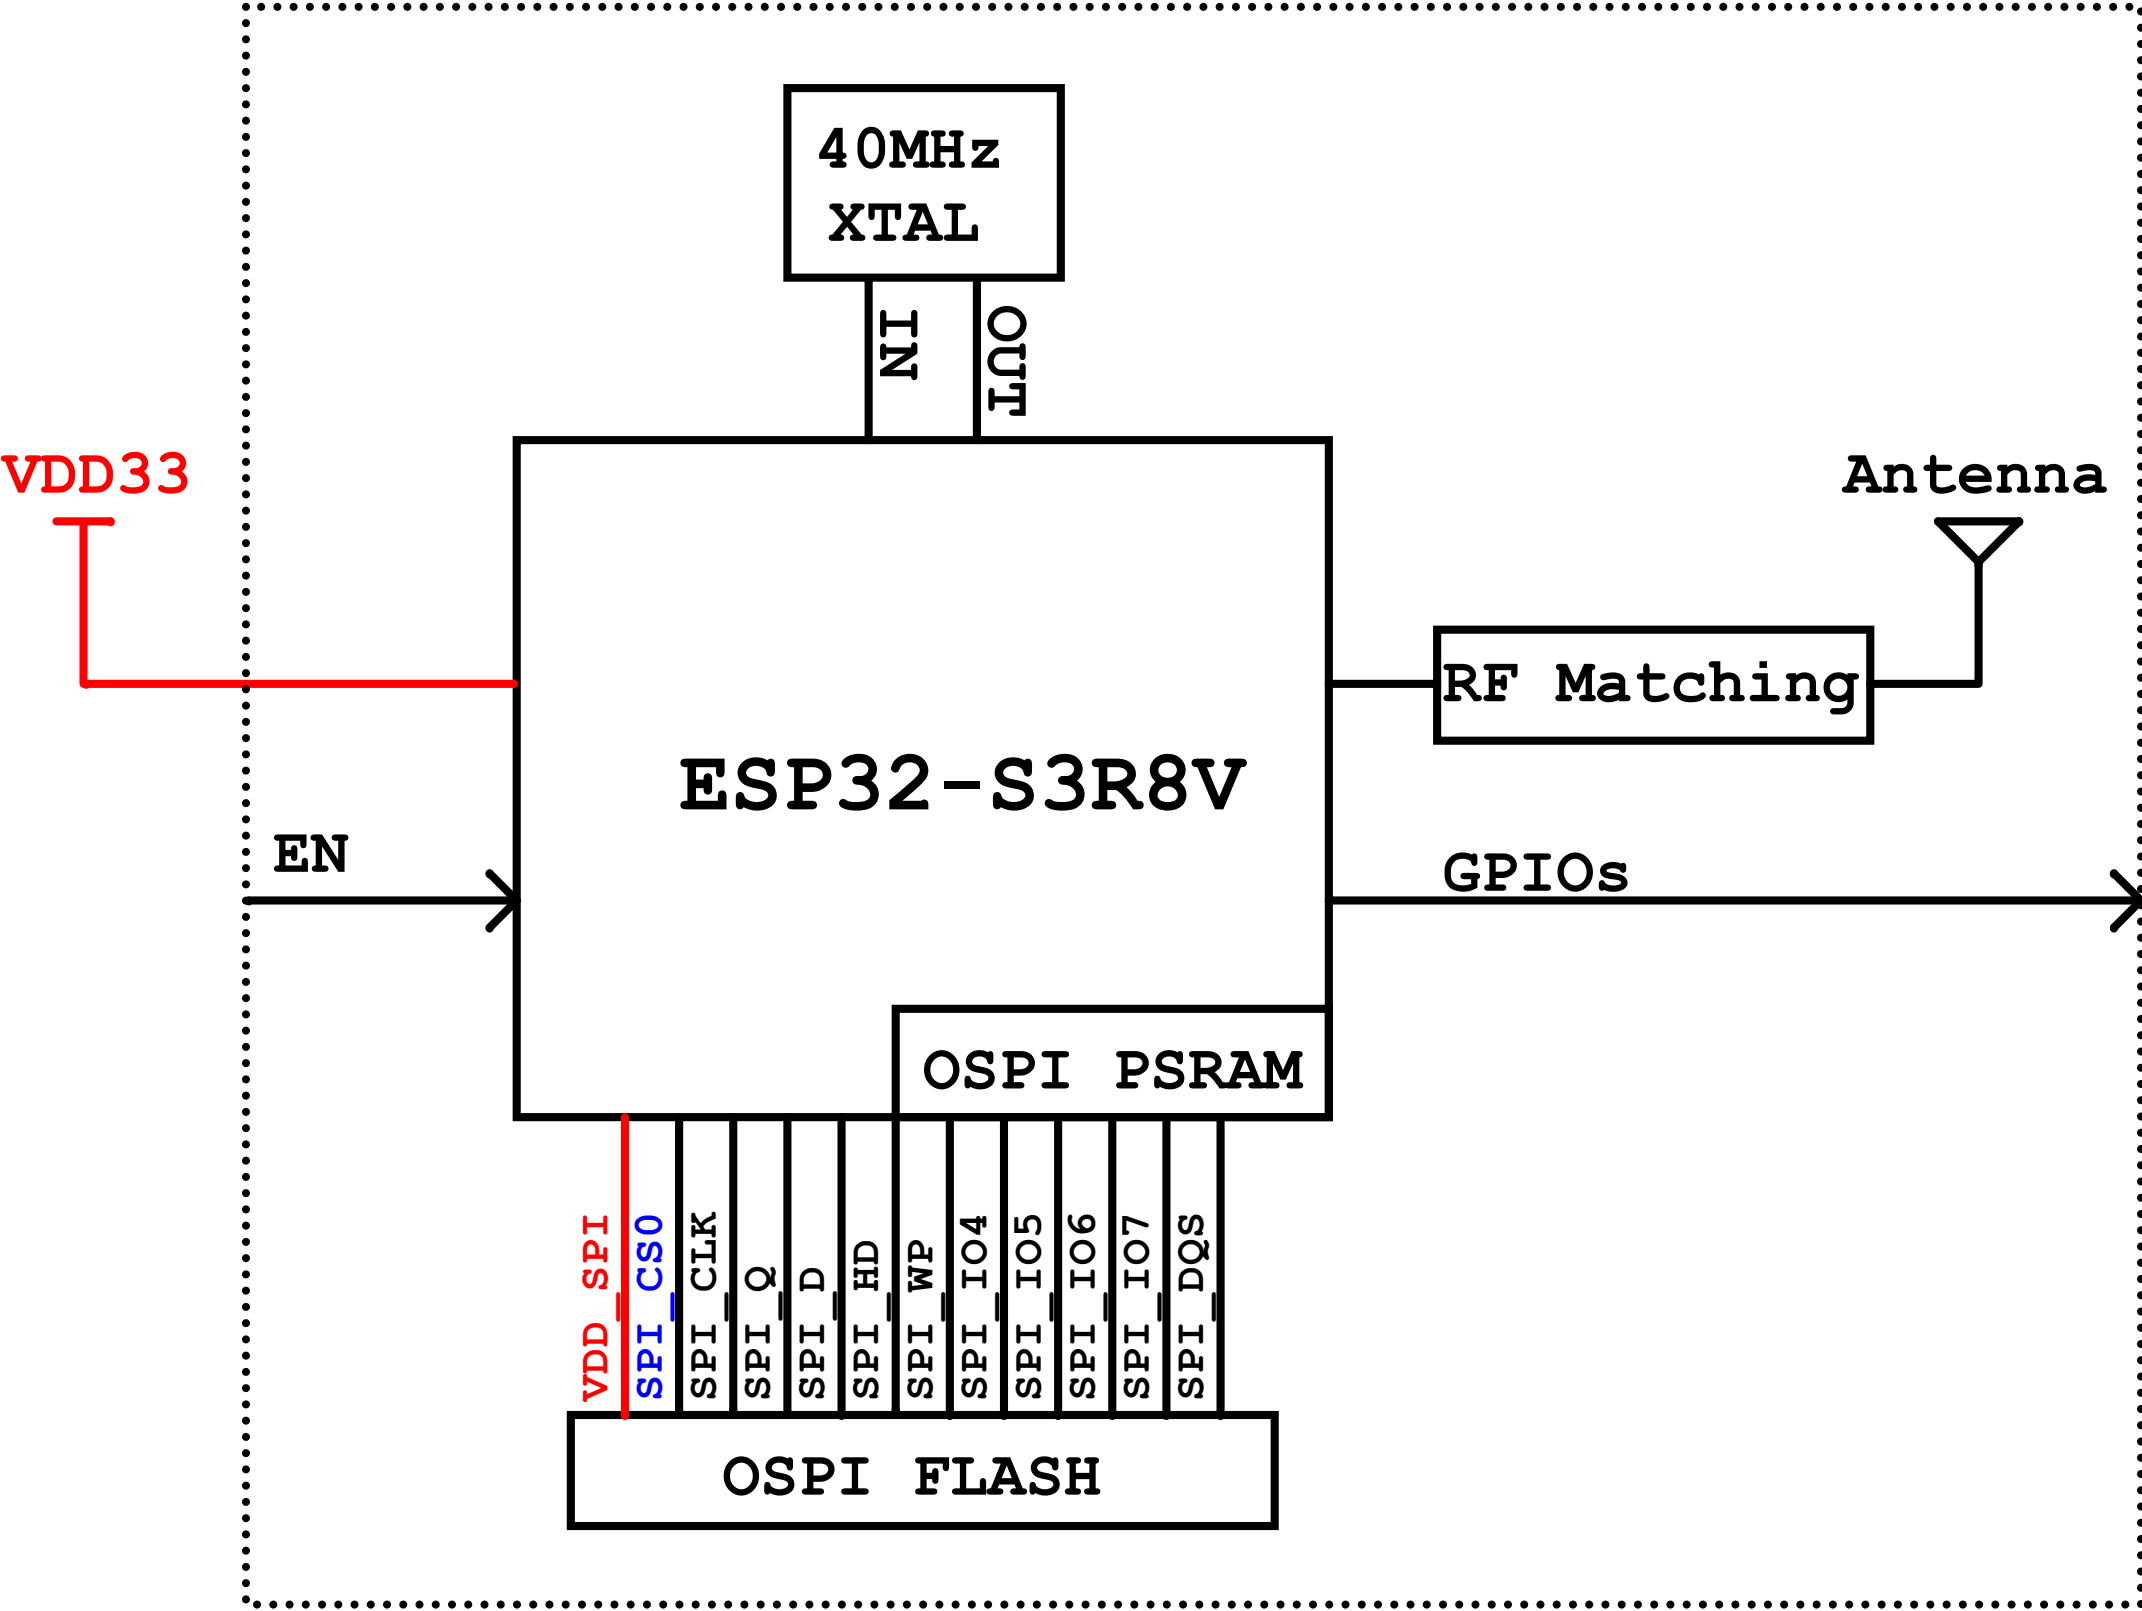 40MHz
XTAL
IN
OUT
VDD33
Antenna
RF Matching
ESP32-S3R8V
EN
GPIOs
OSPI PSRAM
VDD_SPI
SPI_CS0
SPI_CLK
SPI_Q
SPI_D
SPI_HD
SPI_WP
SPI_IO4
SPI_IO5
SPI_IO6
SPI_IO7
SPI_DQS
OSPI FLASH